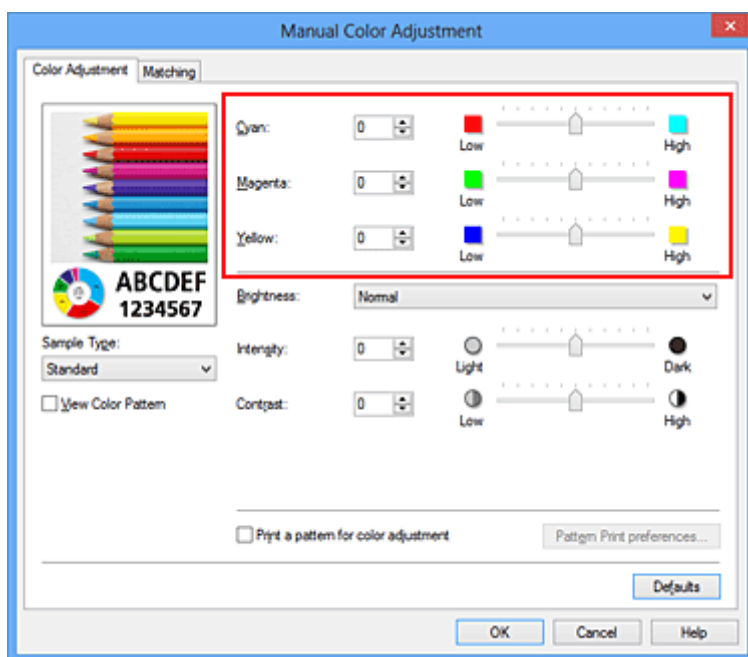 Manual Color Adjustment
Color Adjustment Matching
Cyan: 0 Low High
Magenta: 0 Low High
Yellow: 0 Low High
ABCDEF
1234567
Brightness: Normal
Sample Type:
Standard
Intensity: 0 Light Dark
View Color Pattern
Contrast: 0 Low High
Print a pattern for color adjustment Pattern Print preferences...
Defaults
OK Cancel Help